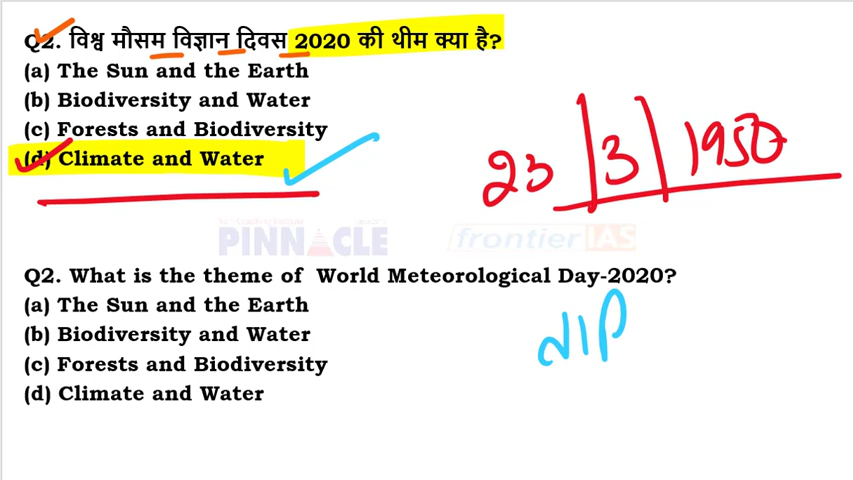 Q2. विश्व मौसम विज्ञान दिवस 2020 की थीम क्या है?
(a) The Sun and the Earth
(b) Biodiversity and Water
(c) Forests and Biodiversity
(d) Climate and Water
23 | 3 | 1950
PINNACLE frontier IAS
Q2. What is the theme of World Meteorological Day-2020?
(a) The Sun and the Earth
(b) Biodiversity and Water
(c) Forests and Biodiversity
(d) Climate and Water